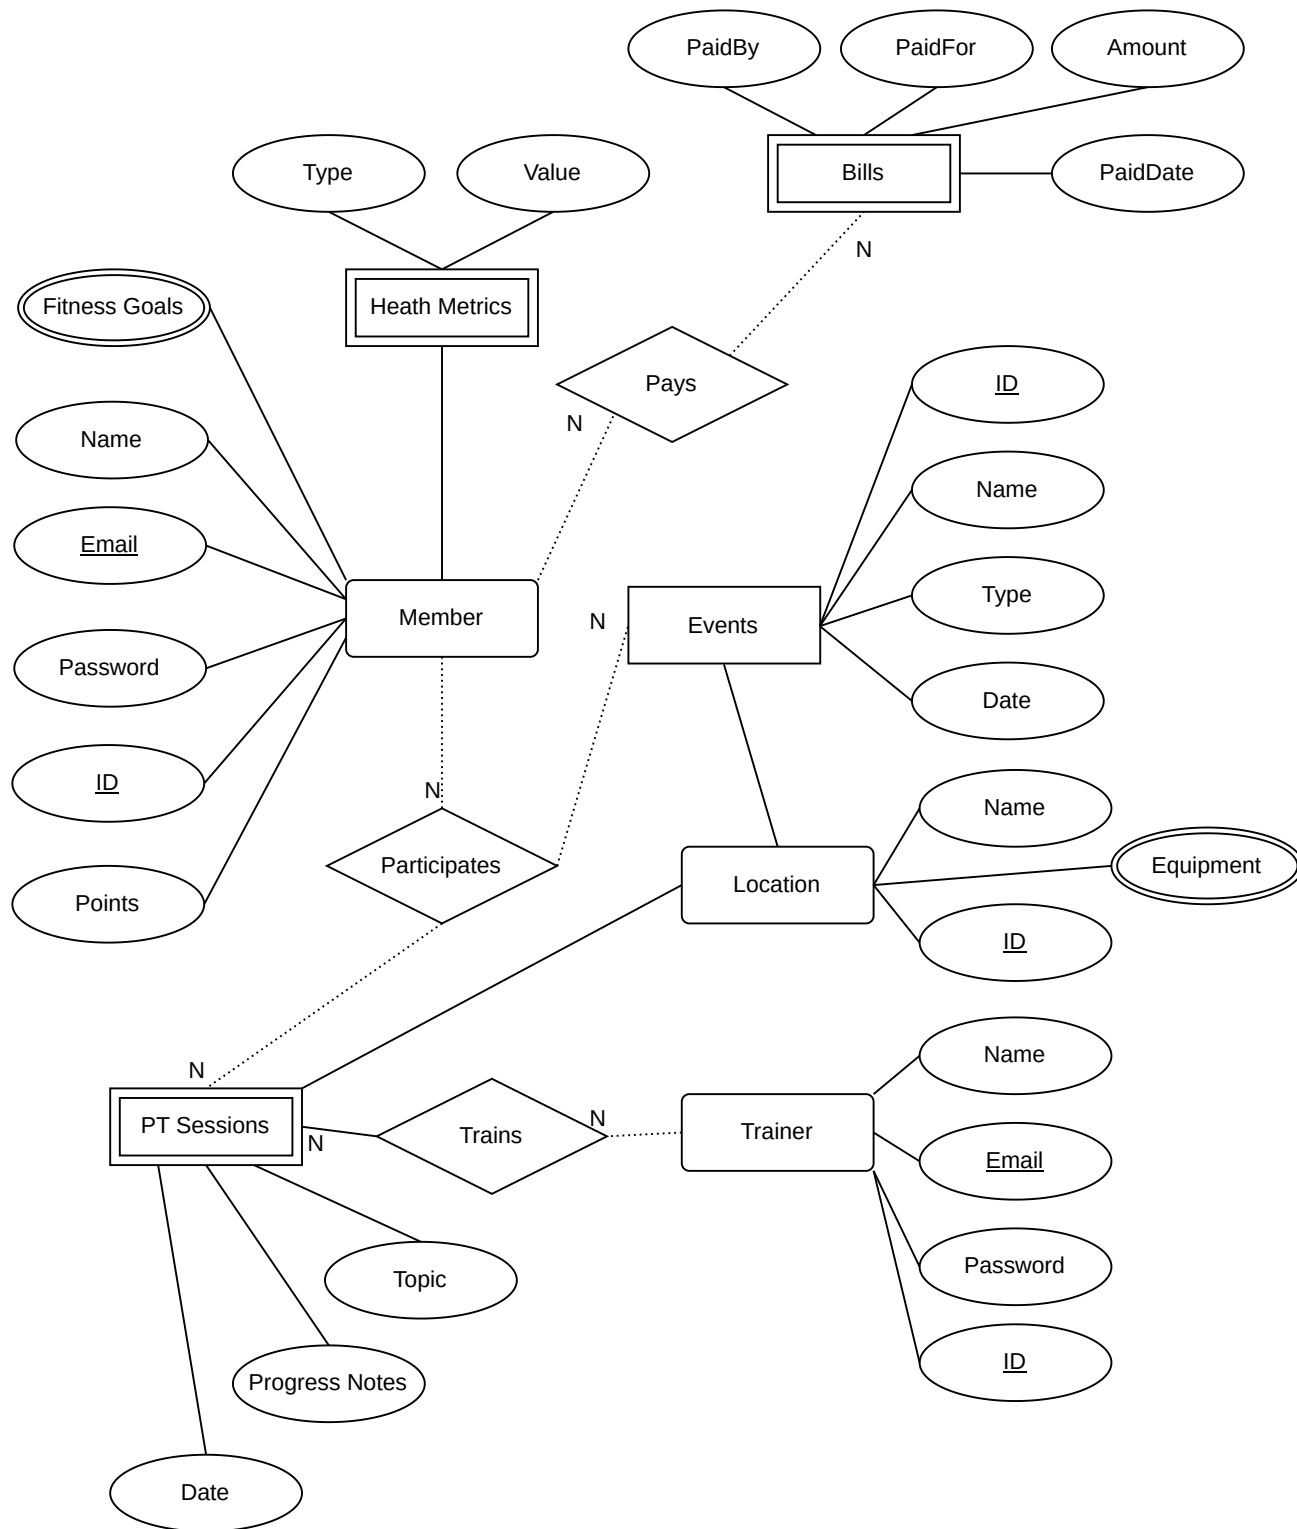 PaidBy
PaidFor
Amount
Type
Value
Bills
PaidDate
N
Fitness Goals
Heath Metrics
Pays
ID
N
Name
Name
Email
Type
Member
Events
N
Password
Date
ID
N
Name
Participates
Equipment
Points
Location
ID
Name
N
PT Sessions
N
Trains
N
Trainer
Email
Password
Topic
ID
Progress Notes
Date